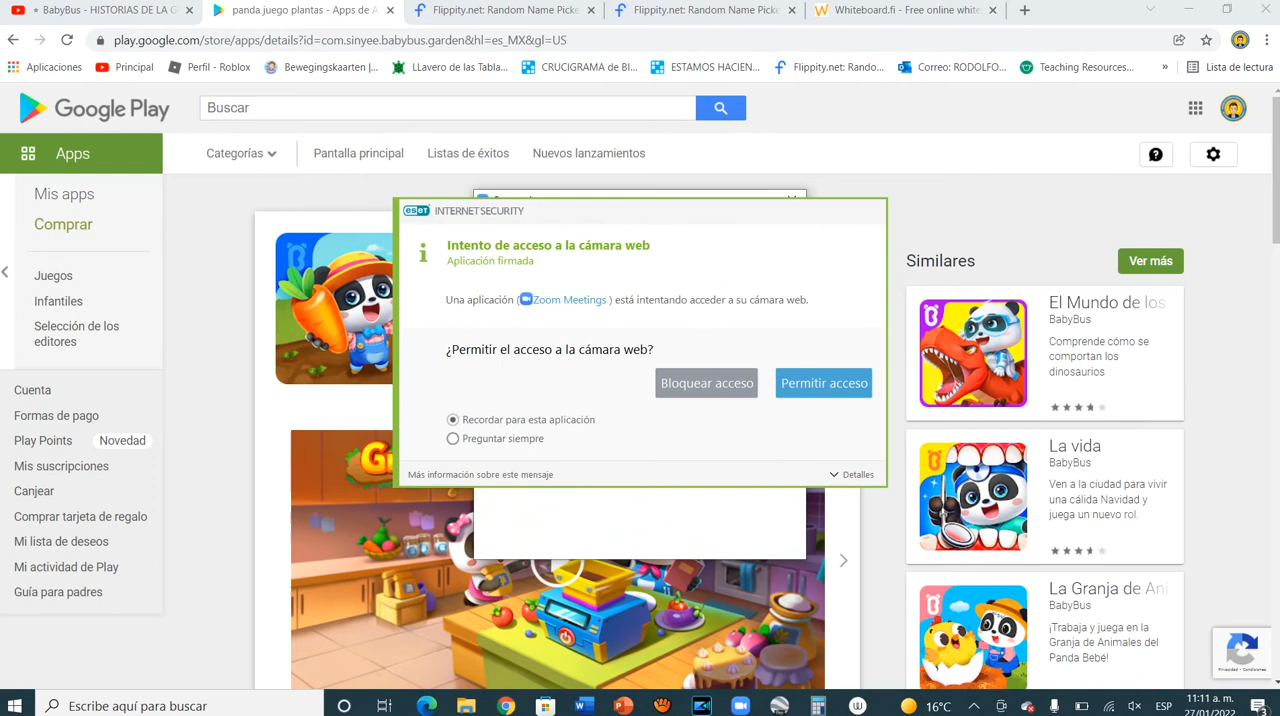 BabyBus - HISTORIAS DE LA G
panda juego plantas - Apps de A
Flippity.net: Random Name Picke
Flippity.net: Random Name Picke
Whiteboard.fi - Free online white
play.google.com/store/apps/details?id=com.sinyee.babybus.garden&hl=es_MX&gl=US
Aplicaciones
Principal
Perfil - Roblox
Bewegingskaarten |...
LLavero de las Tabla...
CRUCIGRAMA DE BI...
ESTAMOS HACIEN...
Flippity.net: Rando...
Correo: RODOLFO...
Teaching Resources...
»
Lista de lectura
Google Play
Buscar
Apps
Categorías
Pantalla principal
Listas de éxitos
Nuevos lanzamientos
Mis apps
Comprar
Juegos
Infantiles
Selección de los
editores
Cuenta
Formas de pago
Play Points
Novedad
Mis suscripciones
Canjear
Comprar tarjeta de regalo
Mi lista de deseos
Mi actividad de Play
Guía para padres
eset INTERNET SECURITY
Intento de acceso a la cámara web
Aplicación firmada
Una aplicación (Zoom Meetings ) está intentando acceder a su cámara web.
¿Permitir el acceso a la cámara web?
Bloquear acceso
Permitir acceso
Recordar para esta aplicación
Preguntar siempre
Más información sobre este mensaje
Detalles
Similares
Ver más
El Mundo de los
BabyBus
Comprende cómo se
comportan los
dinosaurios
La vida
BabyBus
Ven a la ciudad para vivir
una cálida Navidad y
juega un nuevo rol.
La Granja de Ani
BabyBus
¡Trabaja y juega en la
Granja de Animales del
Panda Bebé!
Privacidad - Condiciones
Escribe aquí para buscar
16°C
ESP
11:11 a. m.
27/01/2022
3